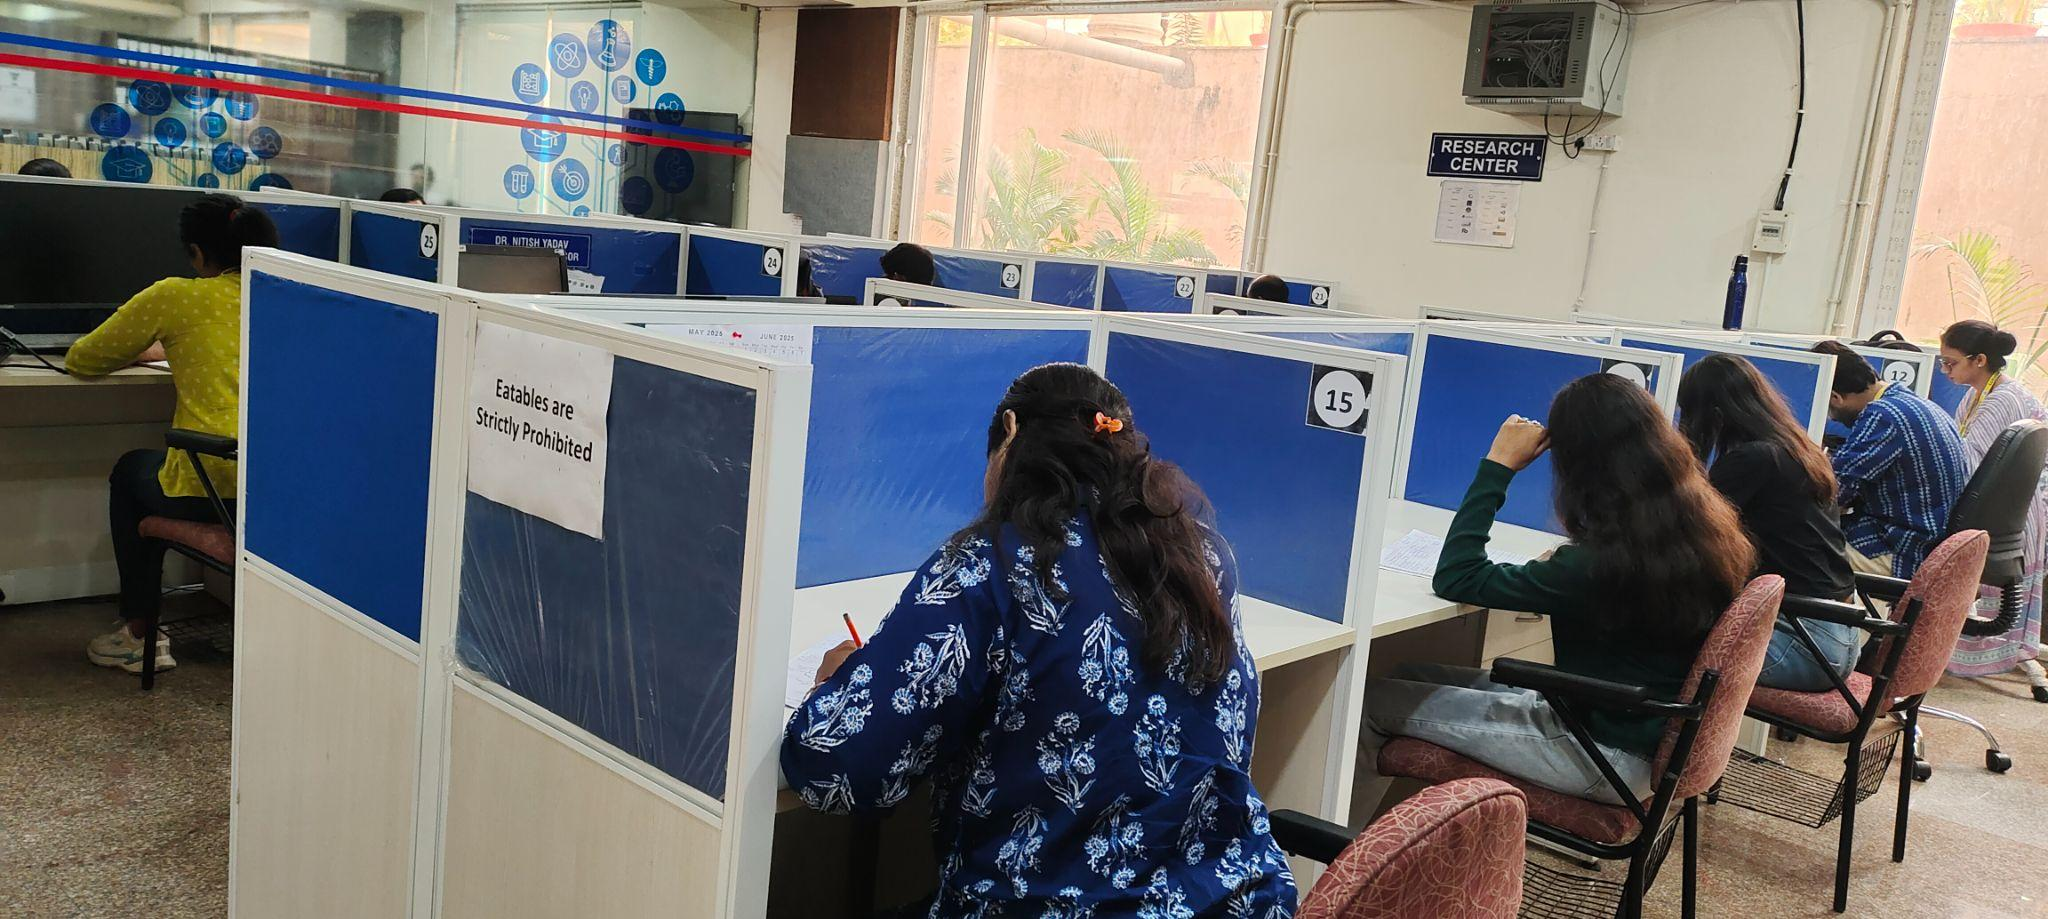 RESEARCH
CENTER
25
DR. NITISH YADAV
24
23
22
21
MAY 2025
JUNE 2025
Eatables are
Strictly Prohibited
15
12